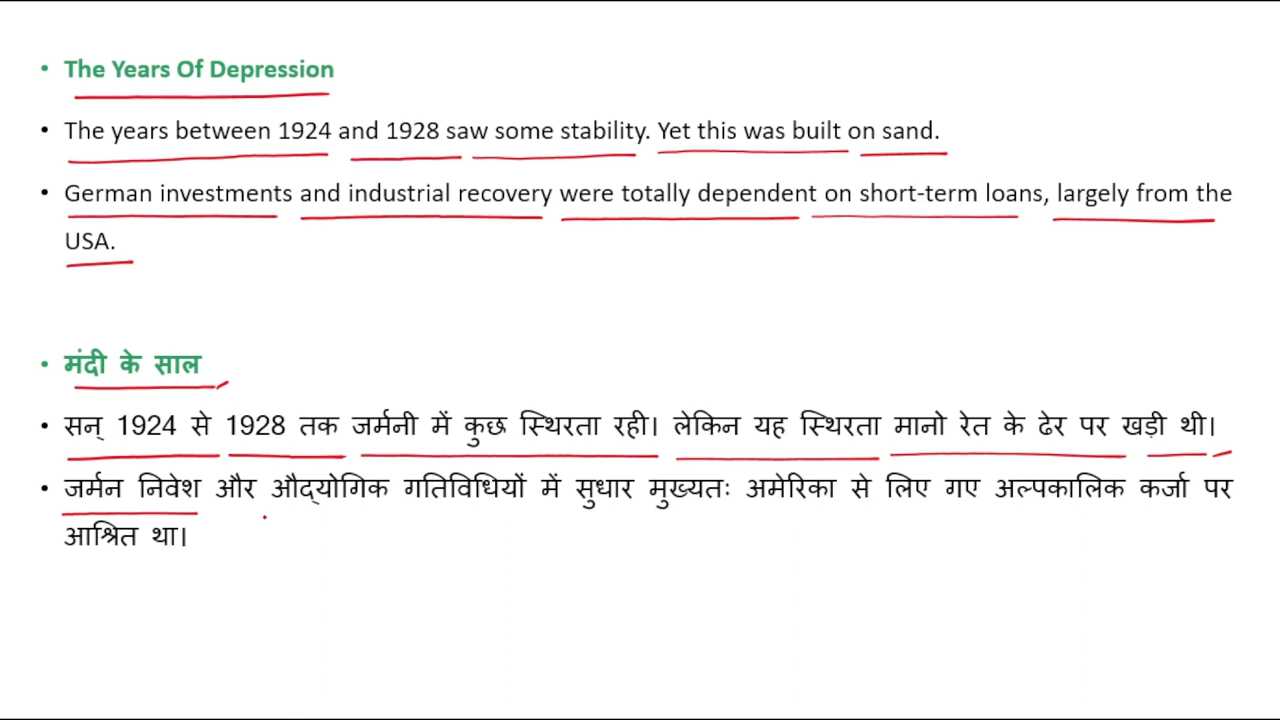 • The Years Of Depression
• The years between 1924 and 1928 saw some stability. Yet this was built on sand.
• German investments and industrial recovery were totally dependent on short-term loans, largely from the
USA.
• मंदी के साल
• सन् 1924 से 1928 तक जर्मनी में कुछ स्थिरता रही। लेकिन यह स्थिरता मानो रेत के ढेर पर खड़ी थी।
• जर्मन निवेश और औद्योगिक गतिविधियों में सुधार मुख्यतः अमेरिका से लिए गए अल्पकालिक कर्जा पर
आश्रित था।